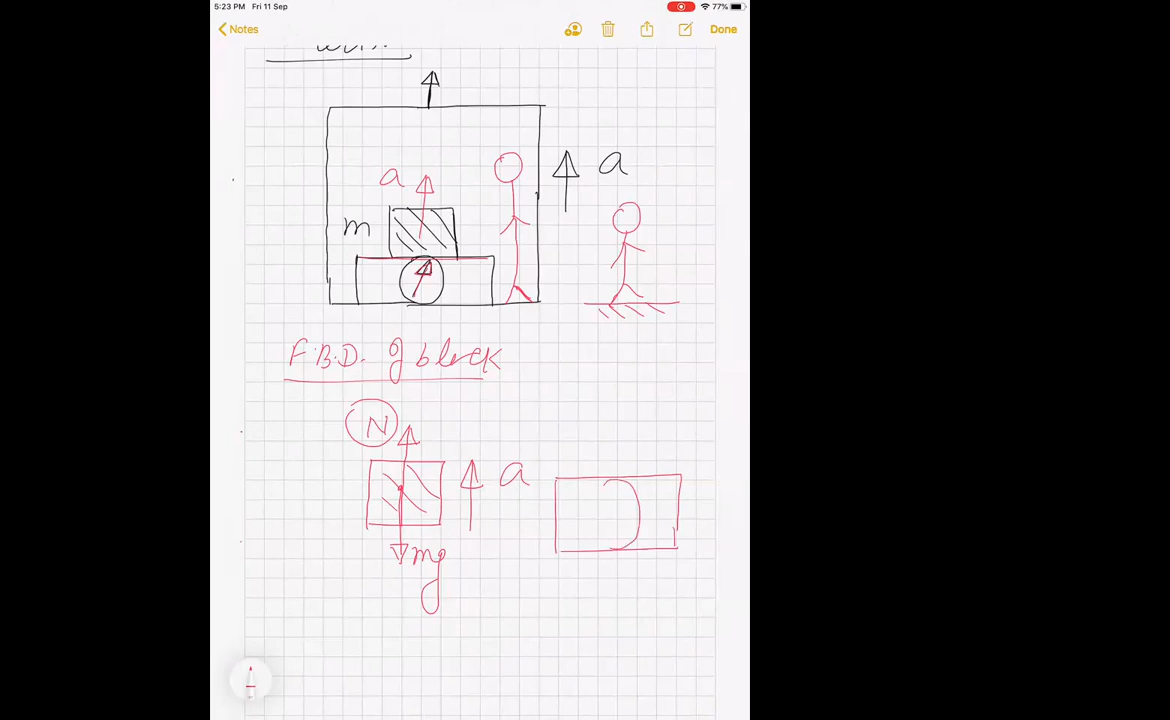 5:23 PM Fri 11 Sep
77%
Notes
Done
a
a
m
F.B.D. of block
N
a
mg